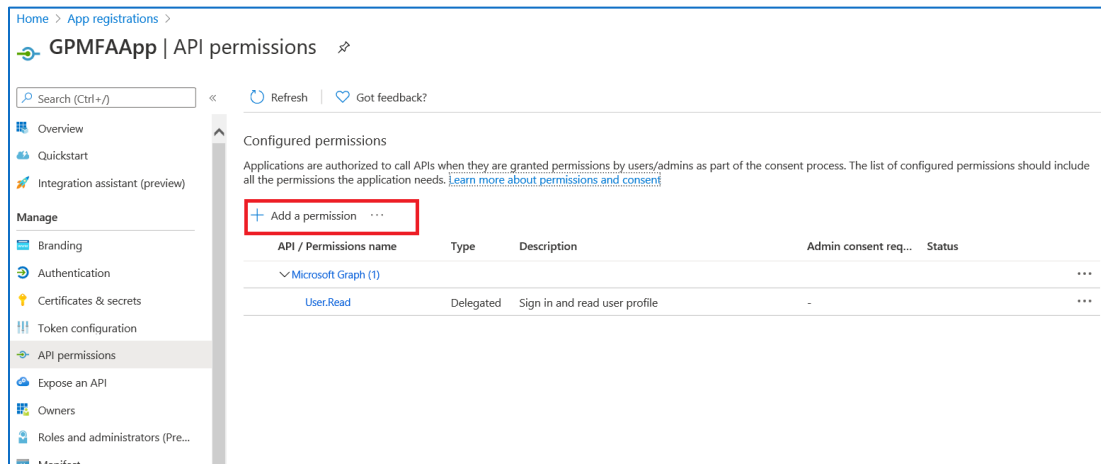 Home > App registrations >
GPMFAApp | API permissions
Search (Ctrl+/)
«
Refresh
Got feedback?
Overview
Quickstart
Integration assistant (preview)
Manage
Branding
Authentication
Certificates & secrets
Token configuration
API permissions
Expose an API
Owners
Roles and administrators (Pre...
Manifest
Configured permissions
Applications are authorized to call APIs when they are granted permissions by users/admins as part of the consent process. The list of configured permissions should include
all the permissions the application needs. Learn more about permissions and consent
+ Add a permission ···
API / Permissions name Type Description Admin consent req... Status
Microsoft Graph (1) ···
User.Read Delegated Sign in and read user profile - ···